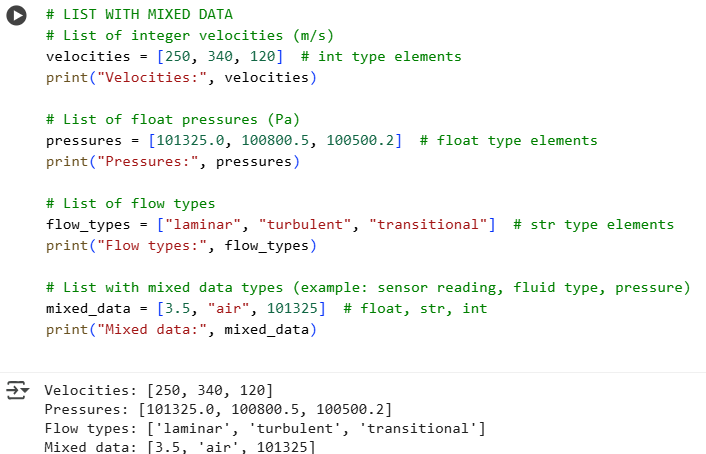 # LIST WITH MIXED DATA
# List of integer velocities (m/s)
velocities = [250, 340, 120]  # int type elements
print("Velocities:", velocities)
# List of float pressures (Pa)
pressures = [101325.0, 100800.5, 100500.2]  # float type elements
print("Pressures:", pressures)
# List of flow types
flow_types = ["laminar", "turbulent", "transitional"]  # str type elements
print("Flow types:", flow_types)
# List with mixed data types (example: sensor reading, fluid type, pressure)
mixed_data = [3.5, "air", 101325]  # float, str, int
print("Mixed data:", mixed_data)
Velocities: [250, 340, 120]
Pressures: [101325.0, 100800.5, 100500.2]
Flow types: ['laminar', 'turbulent', 'transitional']
Mixed data: [3.5, 'air', 101325]